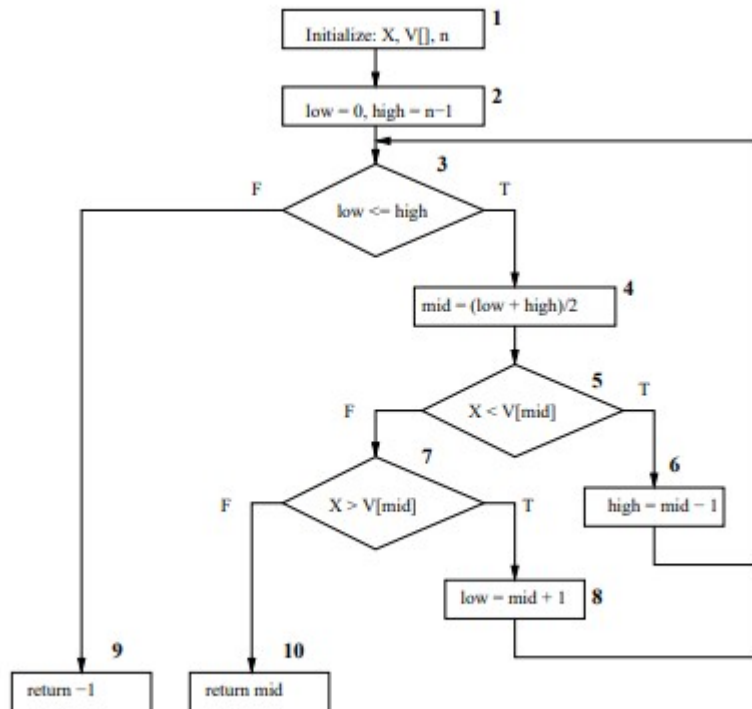 1
Initialize: X, V[], n
2
low = 0, high = n−1
3
F
T
low <= high
4
mid = (low + high)/2
5
T
F
X < V[mid]
6
high = mid − 1
7
F
T
X > V[mid]
low = mid + 1
8
9
return −1
10
return mid